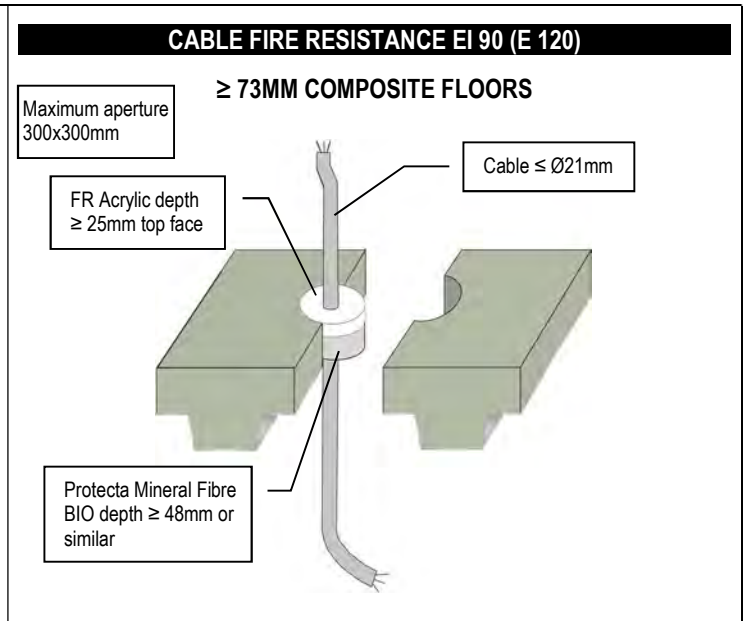 CABLE FIRE RESISTANCE EI 90 (E 120)
≥ 73MM COMPOSITE FLOORS
Maximum aperture
300x300mm
Cable ≤ Ø21mm
FR Acrylic depth
≥ 25mm top face
Protecta Mineral Fibre
BIO depth ≥ 48mm or
similar